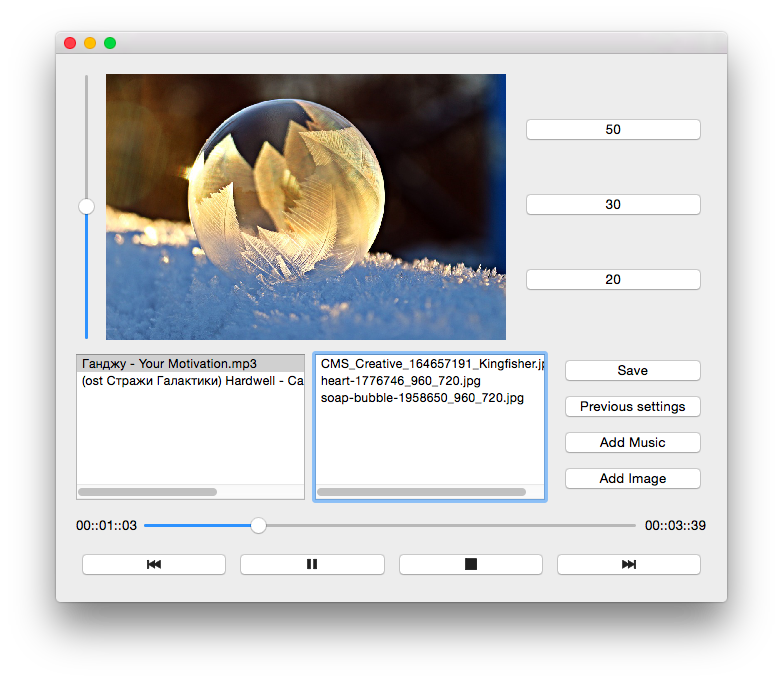 50
30
20
Ганджу - Your Motivation.mp3
(ost Стражи Галактики) Hardwell - Ca
CMS_Creative_164657191_Kingfisher.jp
heart-1776746_960_720.jpg
soap-bubble-1958650_960_720.jpg
Save
Previous settings
Add Music
Add Image
00::01::03
00::03::39